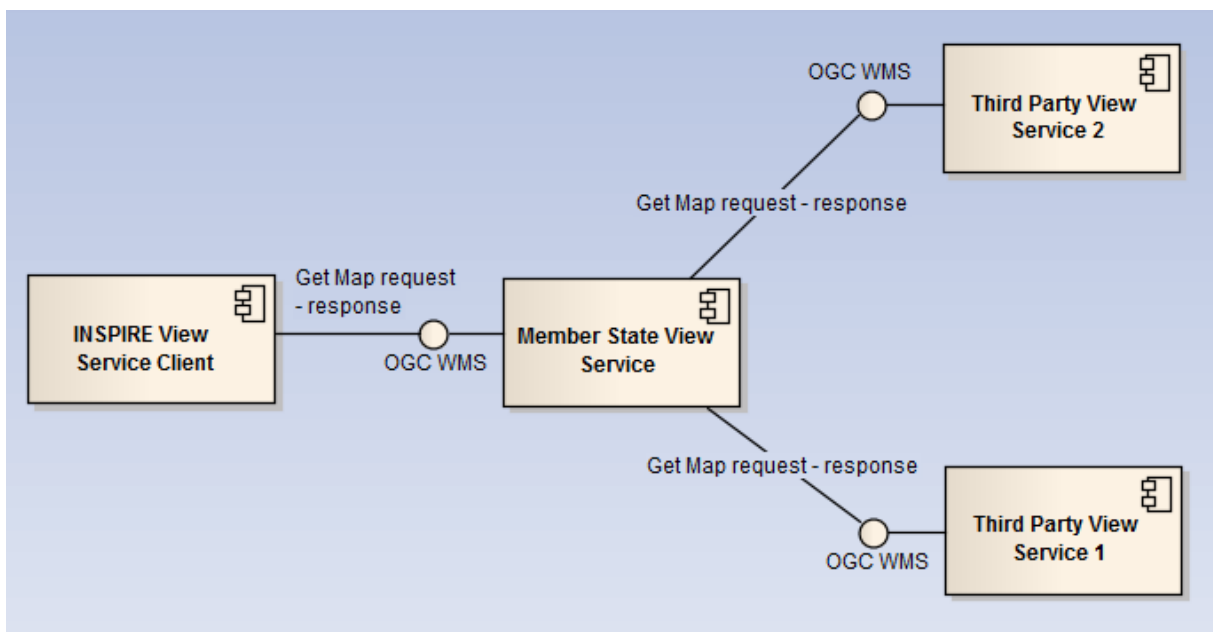 OGC WMS
Third Party View
Service 2
Get Map request - response
Get Map request
- response
INSPIRE View
Service Client
OGC WMS
Member State View
Service
Get Map request - response
Third Party View
Service 1
OGC WMS